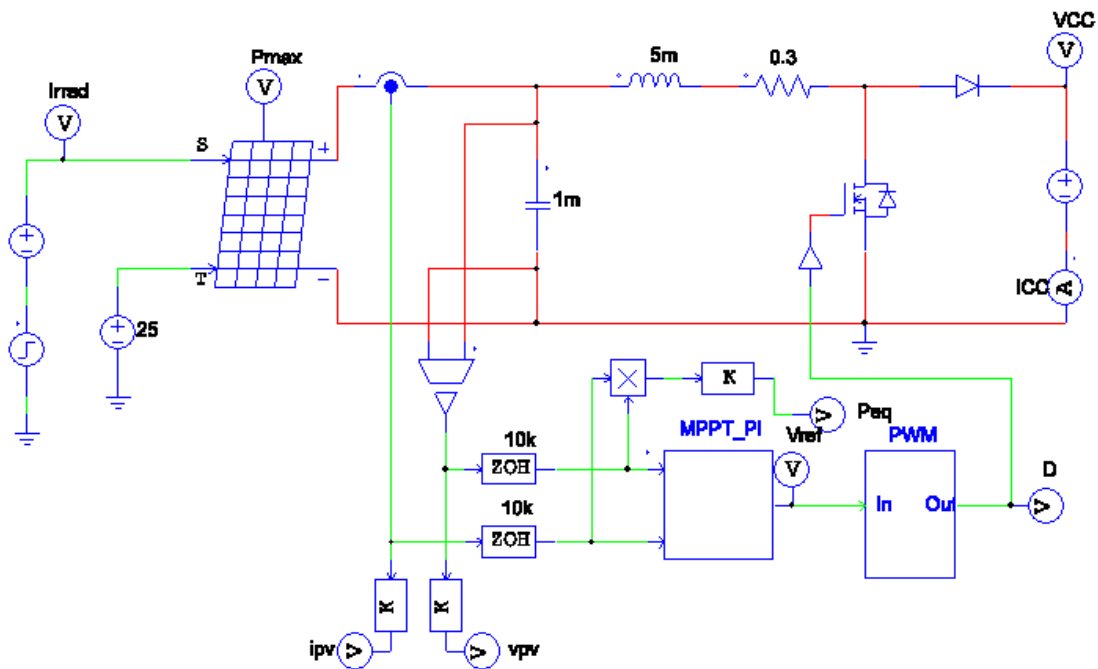 VCC
V
5m
0.3
Pmax
V
Irrad
V
S
+
1m
T
−
ICC
A
25
K
Psq
V
MPPT_PI
Vref
PWM
10k
ZOH
V
D
In
Out
V
10k
ZOH
K
K
ipv
V
V
vpv